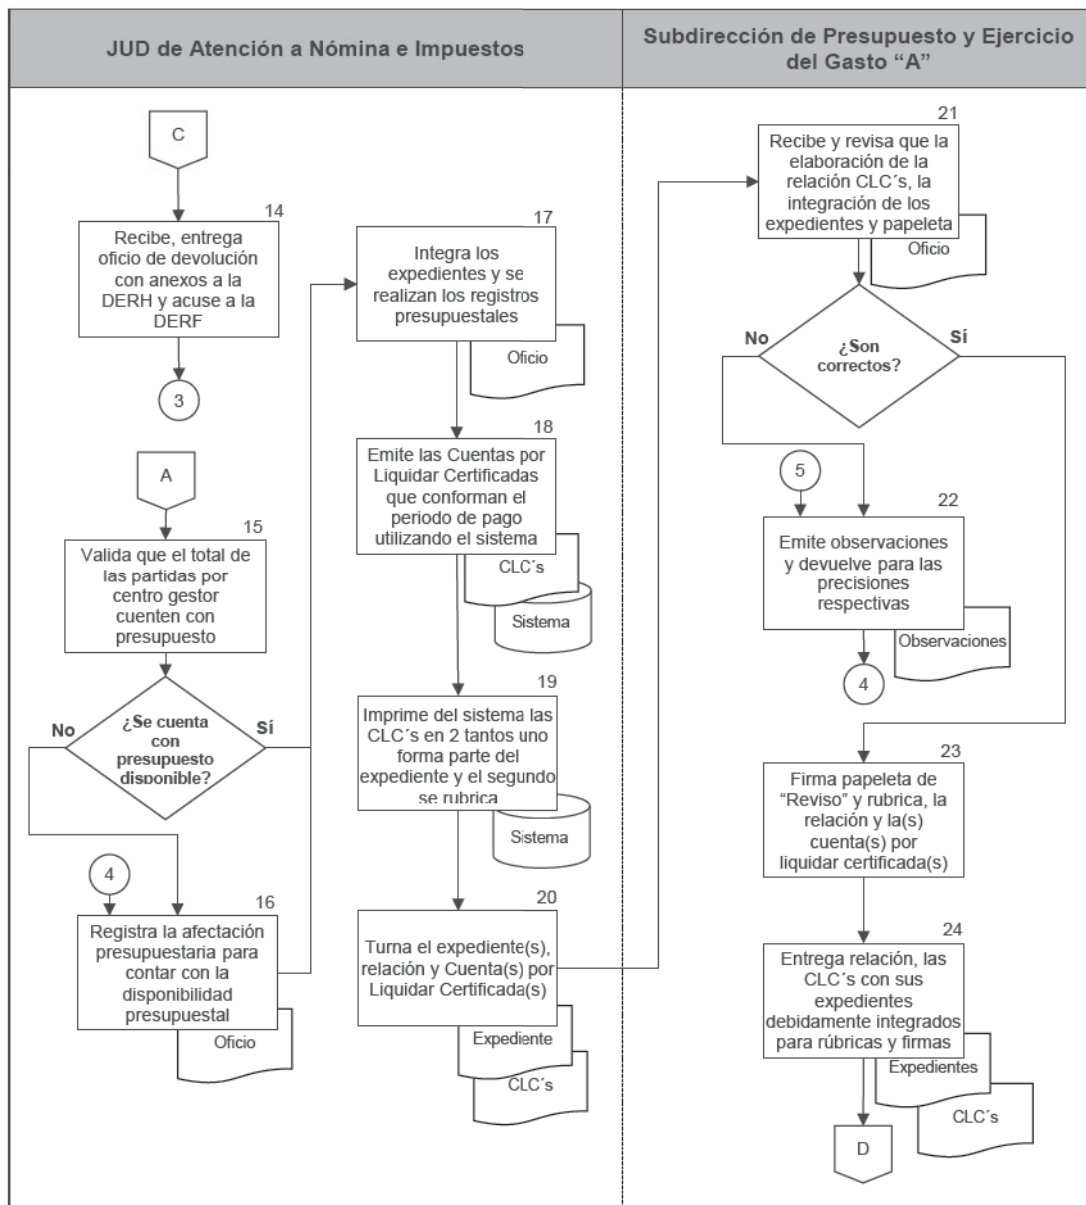 JUD de Atención a Nómina e Impuestos
Subdirección de Presupuesto y Ejercicio
del Gasto “A”
C
14
Recibe, entrega
oficio de devolución
con anexos a la
DERH y acuse a la
DERF
3
A
15
Valida que el total de
las partidas por
centro gestor
cuenten con
presupuesto
No
¿Se cuenta
con
presupuesto
disponible?
Sí
4
16
Registra la afectación
presupuestaria para
contar con la
disponibilidad
presupuestal
Oficio
17
Integra los
expedientes y se
realizan los registros
presupuestales
Oficio
18
Emite las Cuentas por
Liquidar Certificadas
que conforman el
periodo de pago
utilizando el sistema
CLC´s
Sistema
19
Imprime del sistema las
CLC´s en 2 tantos uno
forma parte del
expediente y el segundo
se rubrica
Sistema
20
Turna el expediente(s),
relación y Cuenta(s) por
Liquidar Certificada(s)
Expediente
CLC´s
21
Recibe y revisa que la
elaboración de la
relación CLC´s, la
integración de los
expedientes y papeleta
Oficio
No
¿Son
correctos?
Sí
5
22
Emite observaciones
y devuelve para las
precisiones
respectivas
Observaciones
4
23
Firma papeleta de
“Reviso” y rubrica, la
relación y la(s)
cuenta(s) por
liquidar certificada(s)
24
Entrega relación, las
CLC´s con sus
expedientes
debidamente integrados
para rúbricas y firmas
Expedientes
CLC´s
D